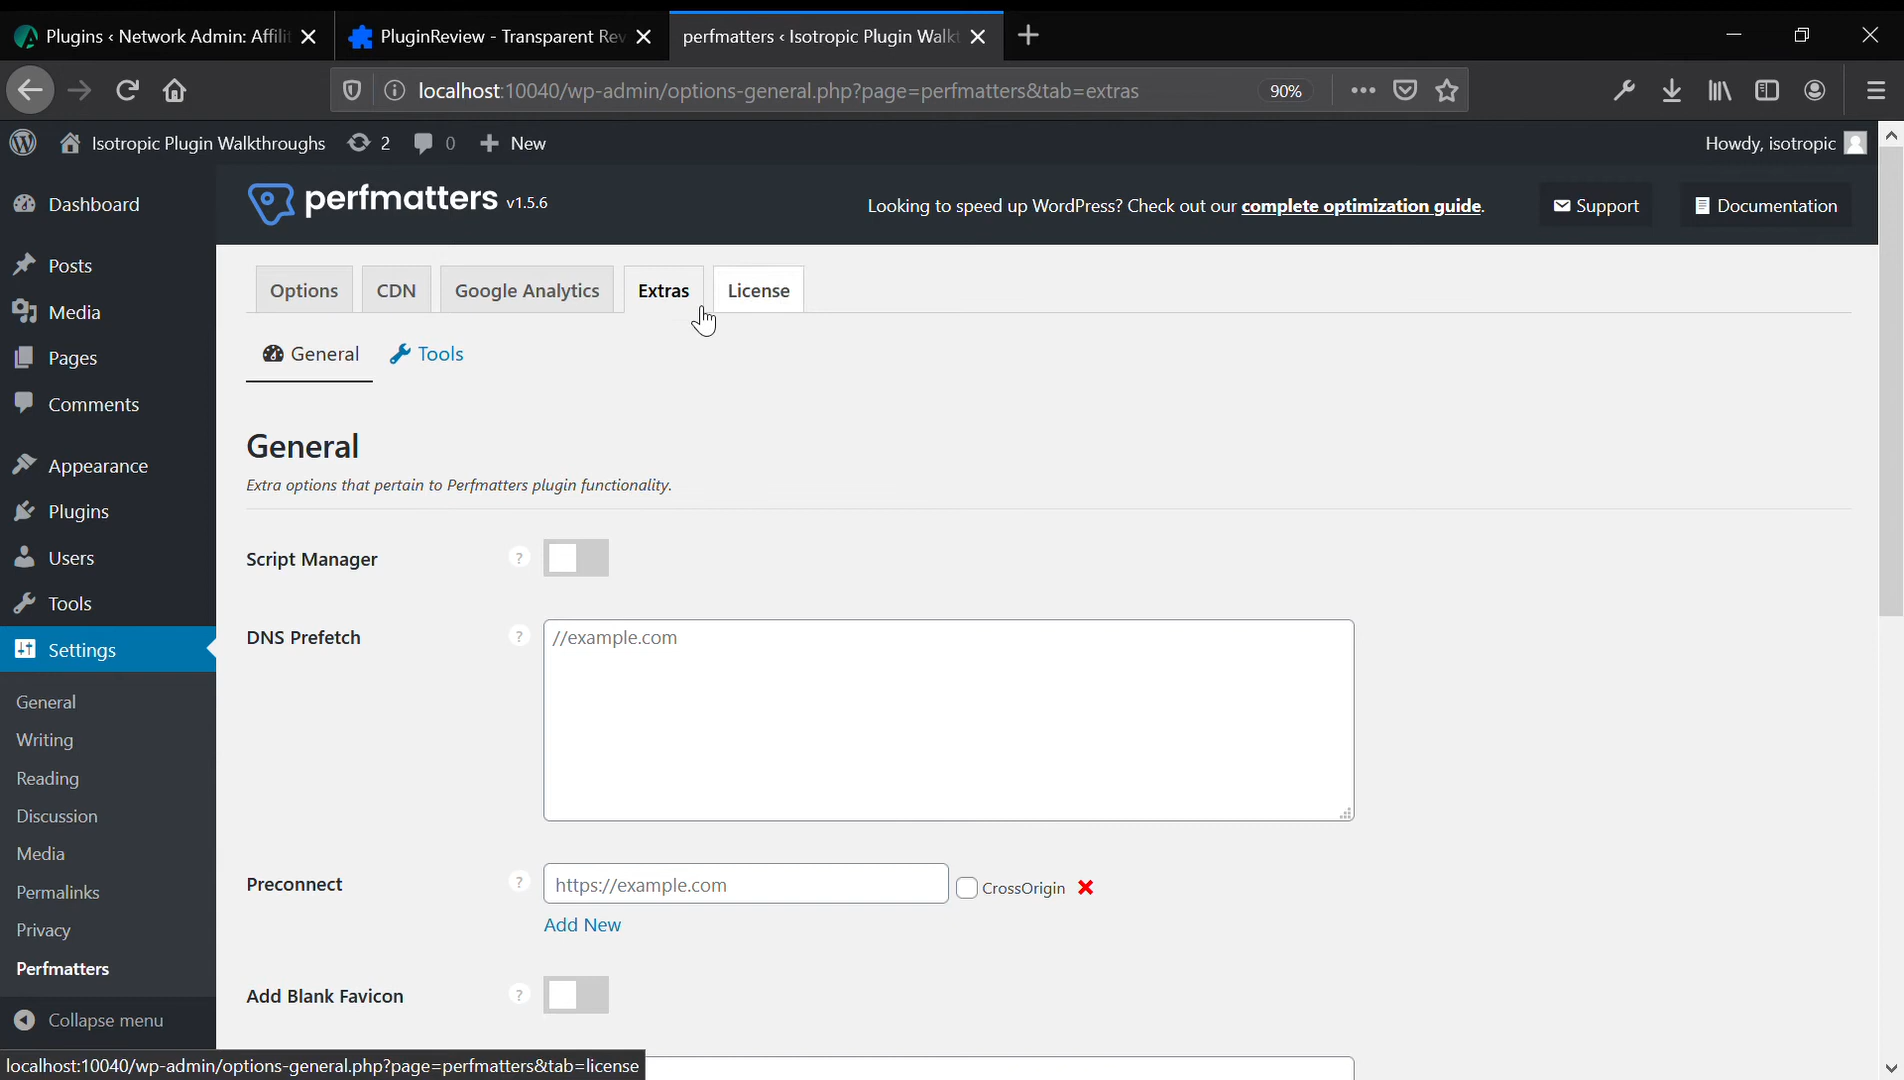 Plugins ‹ Network Admin: Affili
PluginReview - Transparent Rev
perfmatters ‹ Isotropic Plugin Walkt
localhost:10040/wp-admin/options-general.php?page=perfmatters&tab=extras
90%
Isotropic Plugin Walkthroughs
2
0
New
Howdy, isotropic
Dashboard
Posts
Media
Pages
Comments
Appearance
Plugins
Users
Tools
Settings
General
Writing
Reading
Discussion
Media
Permalinks
Privacy
Perfmatters
Collapse menu
perfmatters v1.5.6
Looking to speed up WordPress? Check out our complete optimization guide.
Support
Documentation
Options
CDN
Google Analytics
Extras
License
General
Tools
General
Extra options that pertain to Perfmatters plugin functionality.
Script Manager
?
DNS Prefetch
?
//example.com
Preconnect
?
https://example.com
CrossOrigin
Add New
Add Blank Favicon
?
localhost:10040/wp-admin/options-general.php?page=perfmatters&tab=license